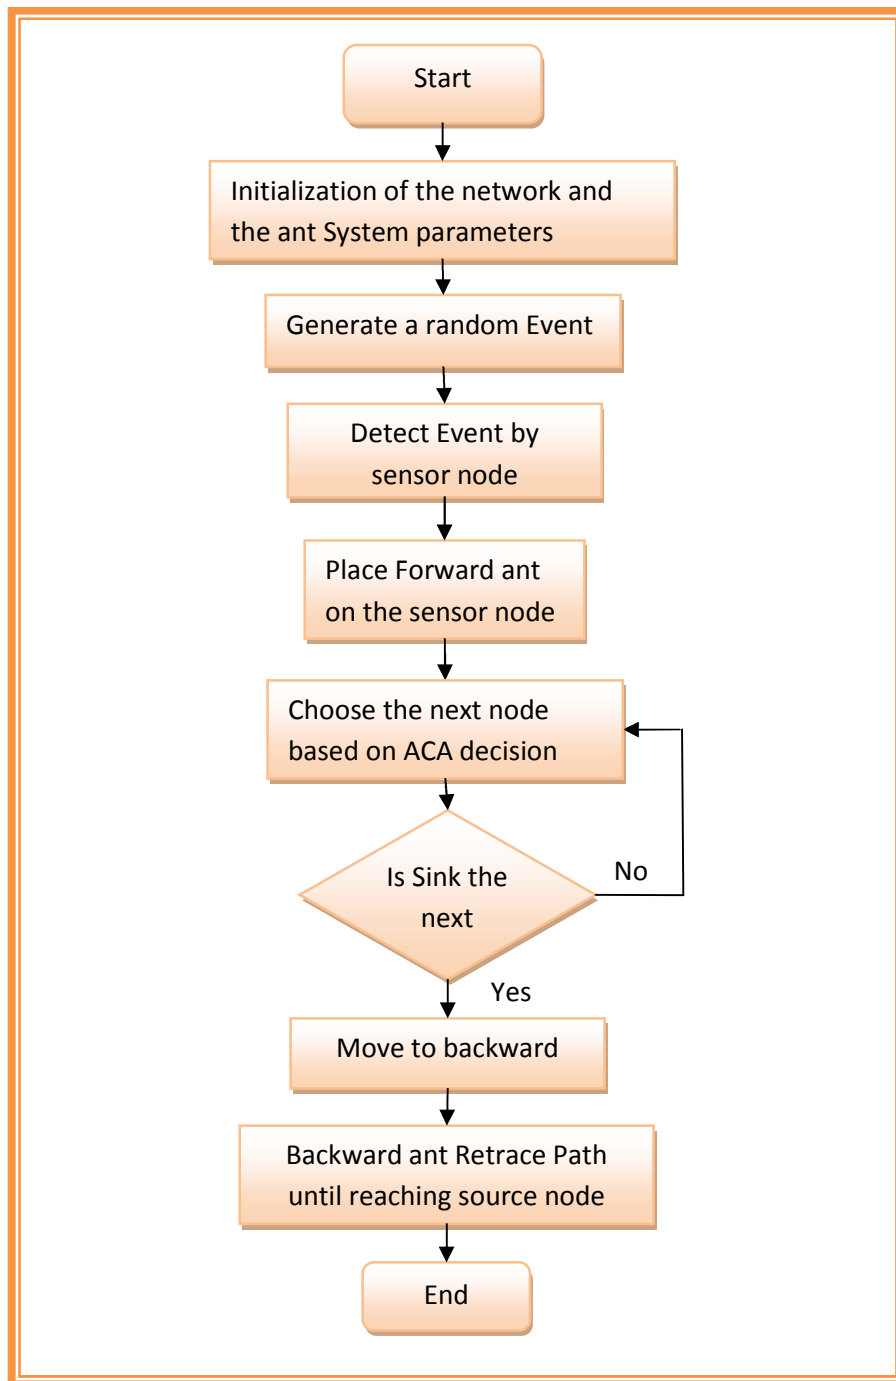 Start
Initialization of the network and
the ant System parameters
Generate a random Event
Detect Event by
sensor node
Place Forward ant
on the sensor node
Choose the next node
based on ACA decision
Is Sink the
next
No
Yes
Move to backward
Backward ant Retrace Path
until reaching source node
End